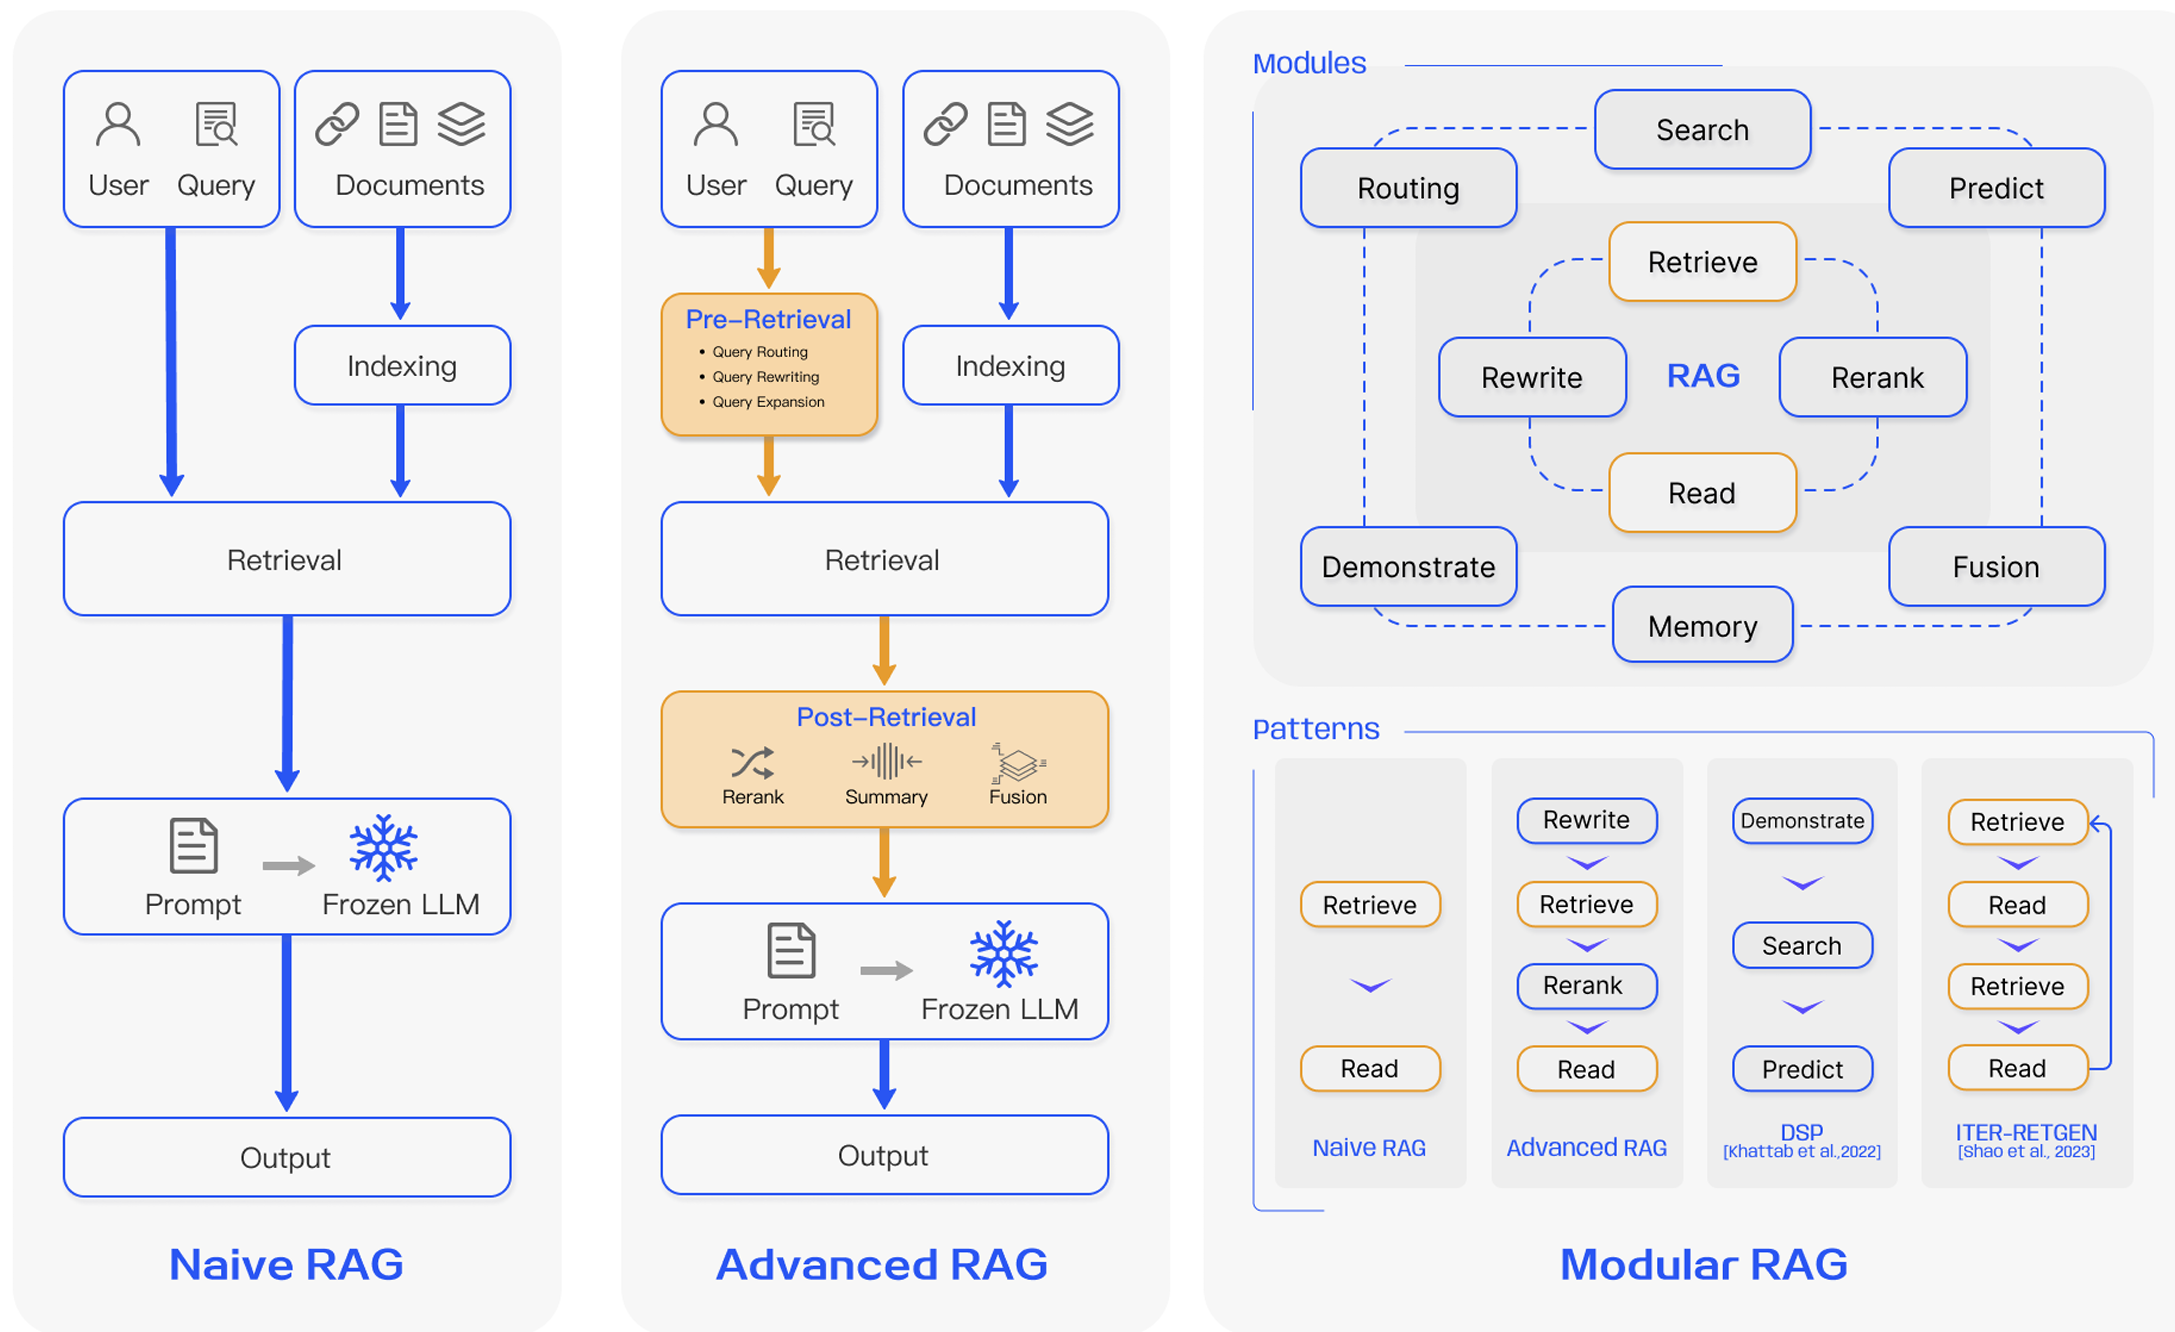 User Query
Documents
Indexing
Retrieval
Prompt
Frozen LLM
Output
Naive RAG
User Query
Documents
Pre-Retrieval
• Query Routing
• Query Rewriting
• Query Expansion
Indexing
Retrieval
Post-Retrieval
Rerank
Summary
Fusion
Prompt
Frozen LLM
Output
Advanced RAG
Modules
Search
Routing
Predict
Retrieve
Rewrite
RAG
Rerank
Read
Demonstrate
Fusion
Memory
Patterns
Retrieve
Read
Naive RAG
Rewrite
Retrieve
Rerank
Read
Advanced RAG
Demonstrate
Search
Predict
DSP
[Khattab et al.,2022]
Retrieve
Read
Retrieve
Read
ITER-RETGEN
[Shao et al., 2023]
Modular RAG